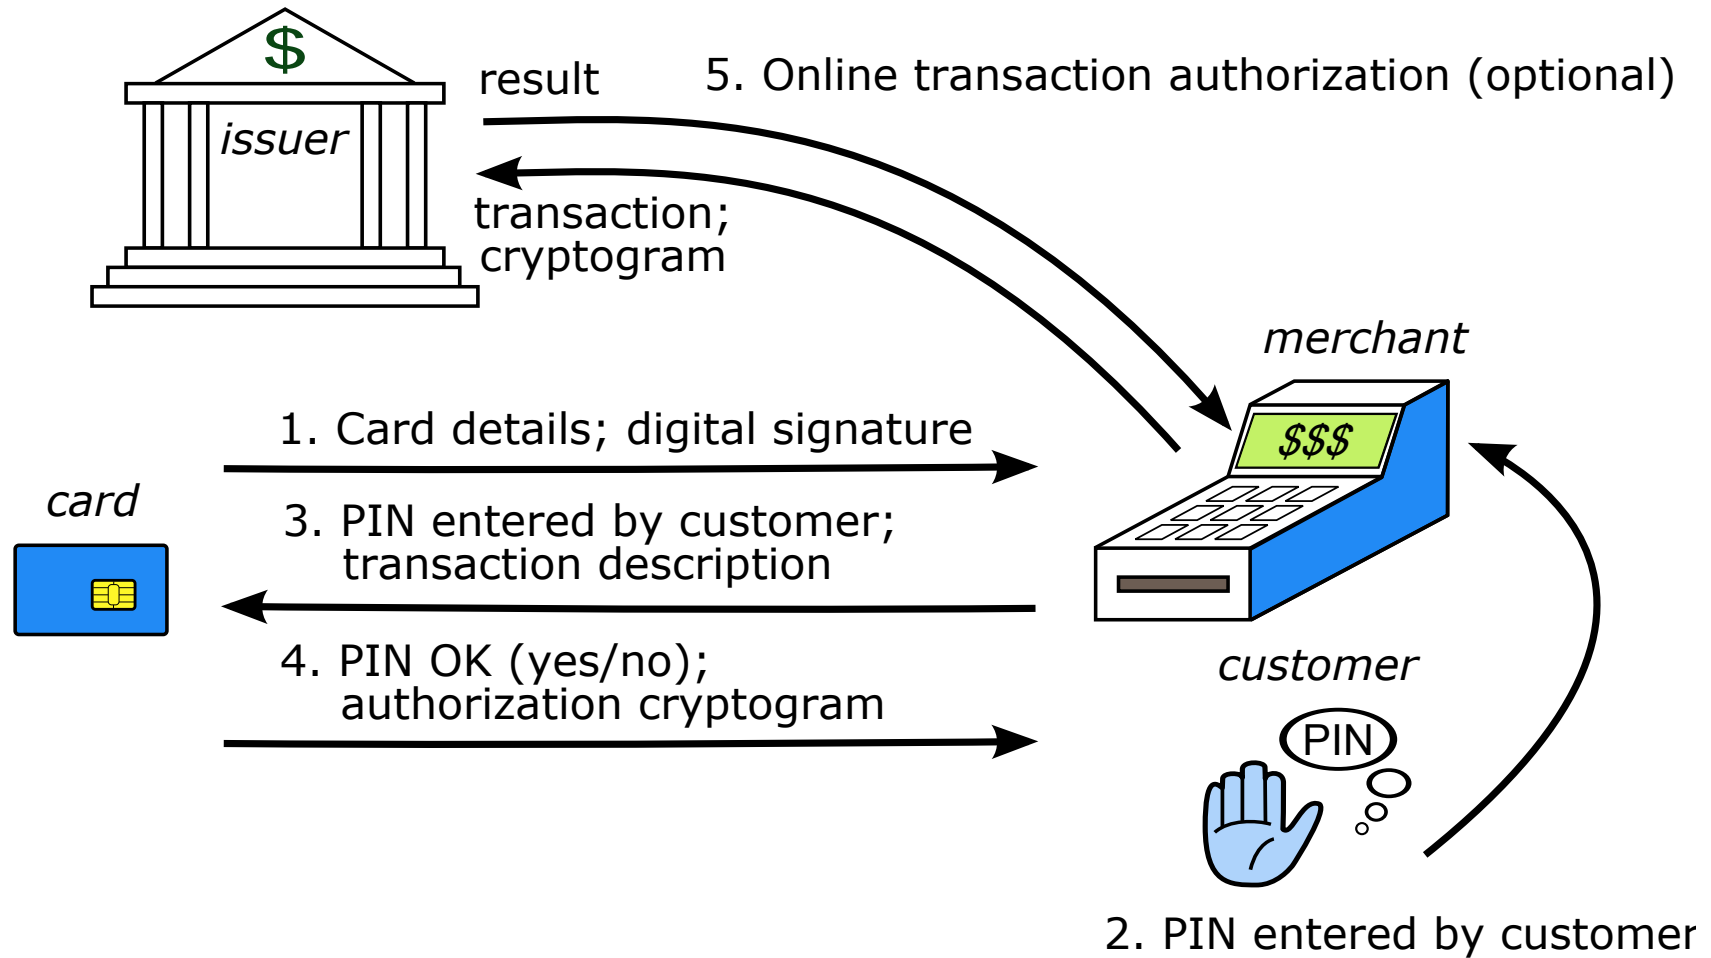 $
issuer
result
5. Online transaction authorization (optional)
transaction;
cryptogram
merchant
$$$
1. Card details; digital signature
card
3. PIN entered by customer;
transaction description
4. PIN OK (yes/no);
authorization cryptogram
customer
PIN
2. PIN entered by customer